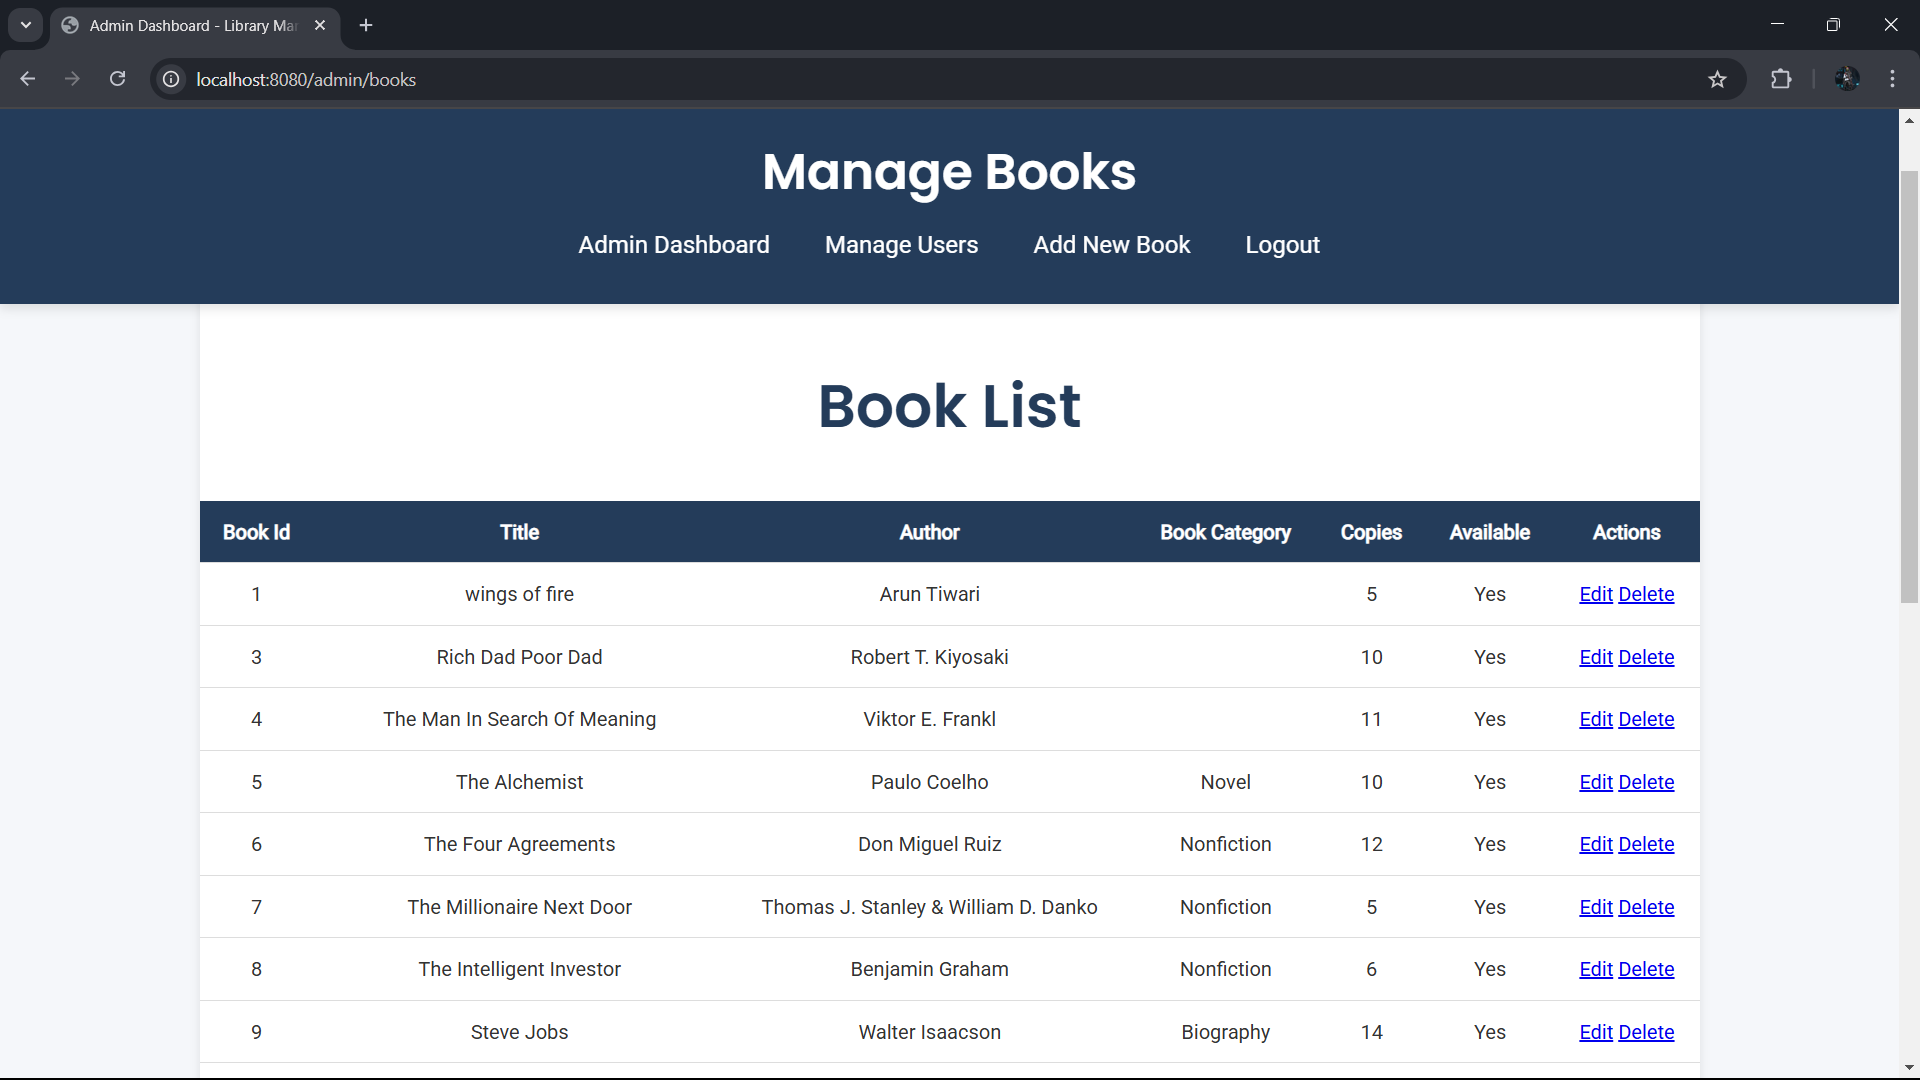 Admin Dashboard - Library Mar
localhost:8080/admin/books
Manage Books
Admin Dashboard Manage Users Add New Book Logout
Book List
Book Id Title Author Book Category Copies Available Actions
1 wings of fire Arun Tiwari 5 Yes Edit Delete
3 Rich Dad Poor Dad Robert T. Kiyosaki 10 Yes Edit Delete
4 The Man In Search Of Meaning Viktor E. Frankl 11 Yes Edit Delete
5 The Alchemist Paulo Coelho Novel 10 Yes Edit Delete
6 The Four Agreements Don Miguel Ruiz Nonfiction 12 Yes Edit Delete
7 The Millionaire Next Door Thomas J. Stanley & William D. Danko Nonfiction 5 Yes Edit Delete
8 The Intelligent Investor Benjamin Graham Nonfiction 6 Yes Edit Delete
9 Steve Jobs Walter Isaacson Biography 14 Yes Edit Delete